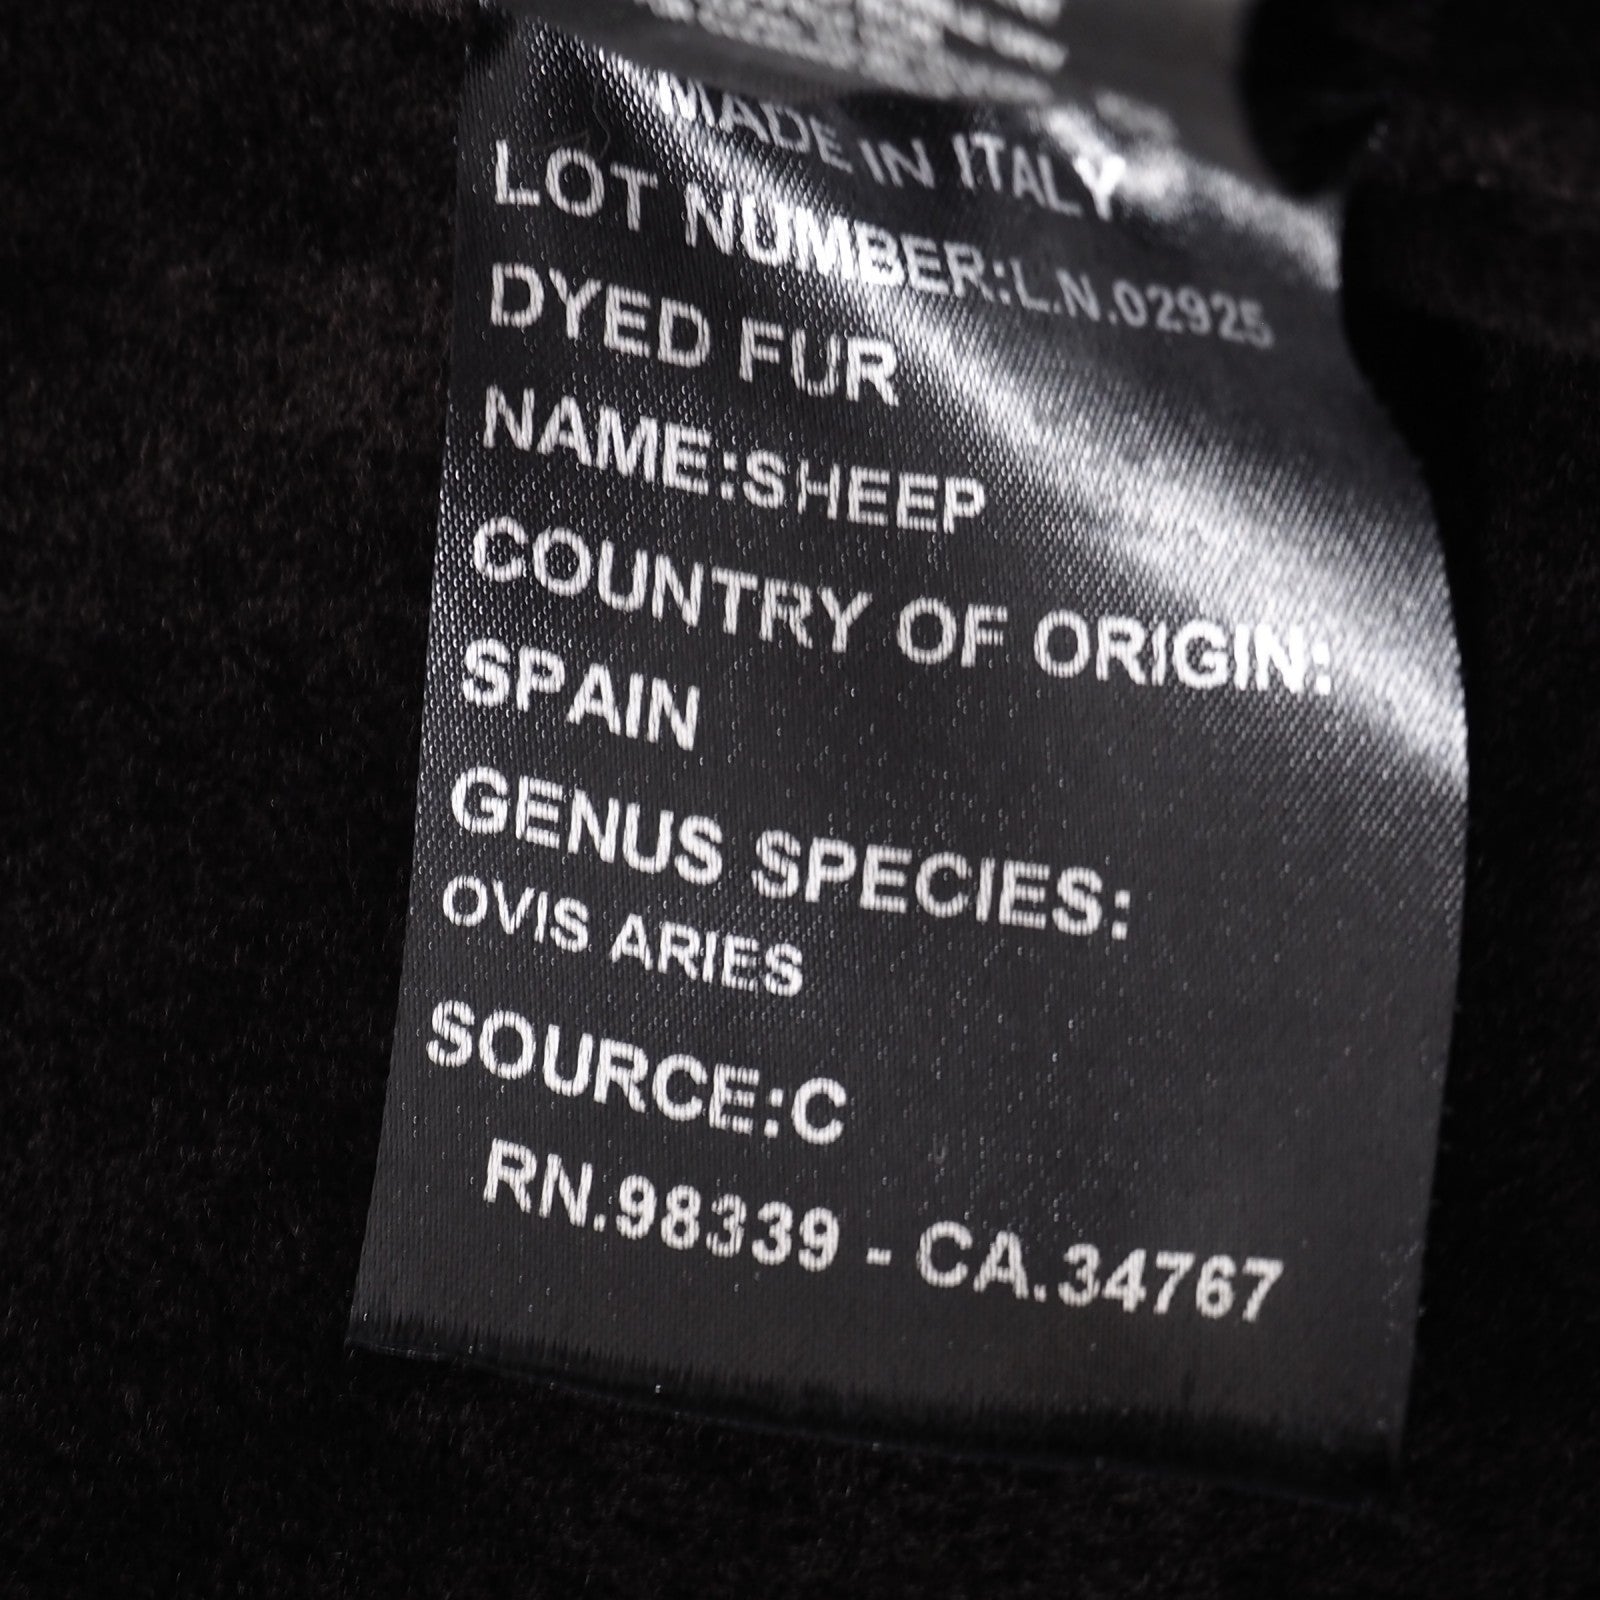 MADE IN ITALY
LOT NUMBER:L.N.02925
DYED FUR
NAME:SHEEP
COUNTRY OF ORIGIN:
SPAIN
GENUS SPECIES:
OVIS ARIES
SOURCE:C
RN.98339 - CA.34767